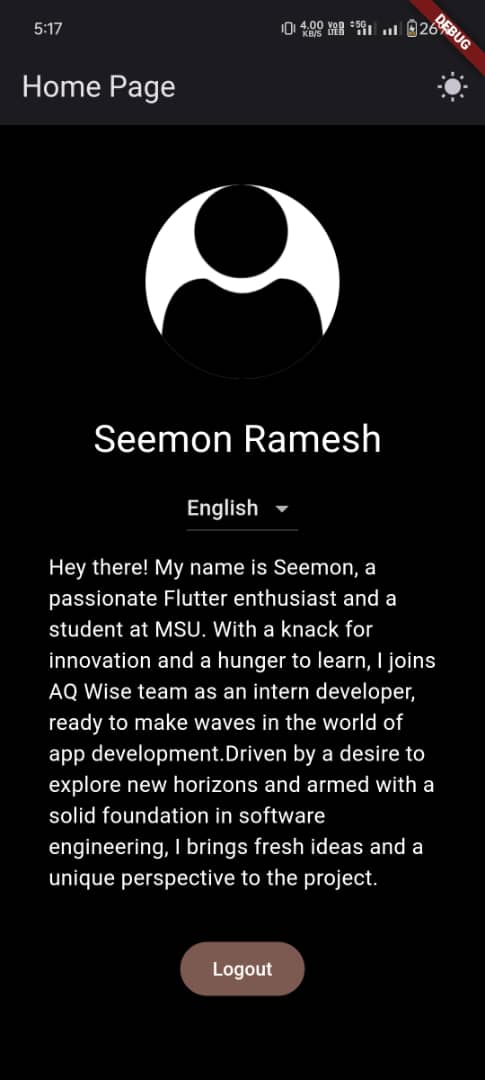 5:17
4.00 KB/S Vo5G LTE 5G 26%
DEBUG
Home Page
Seemon Ramesh
English
Hey there! My name is Seemon, a
passionate Flutter enthusiast and a
student at MSU. With a knack for
innovation and a hunger to learn, I joins
AQ Wise team as an intern developer,
ready to make waves in the world of
app development.Driven by a desire to
explore new horizons and armed with a
solid foundation in software
engineering, I brings fresh ideas and a
unique perspective to the project.
Logout